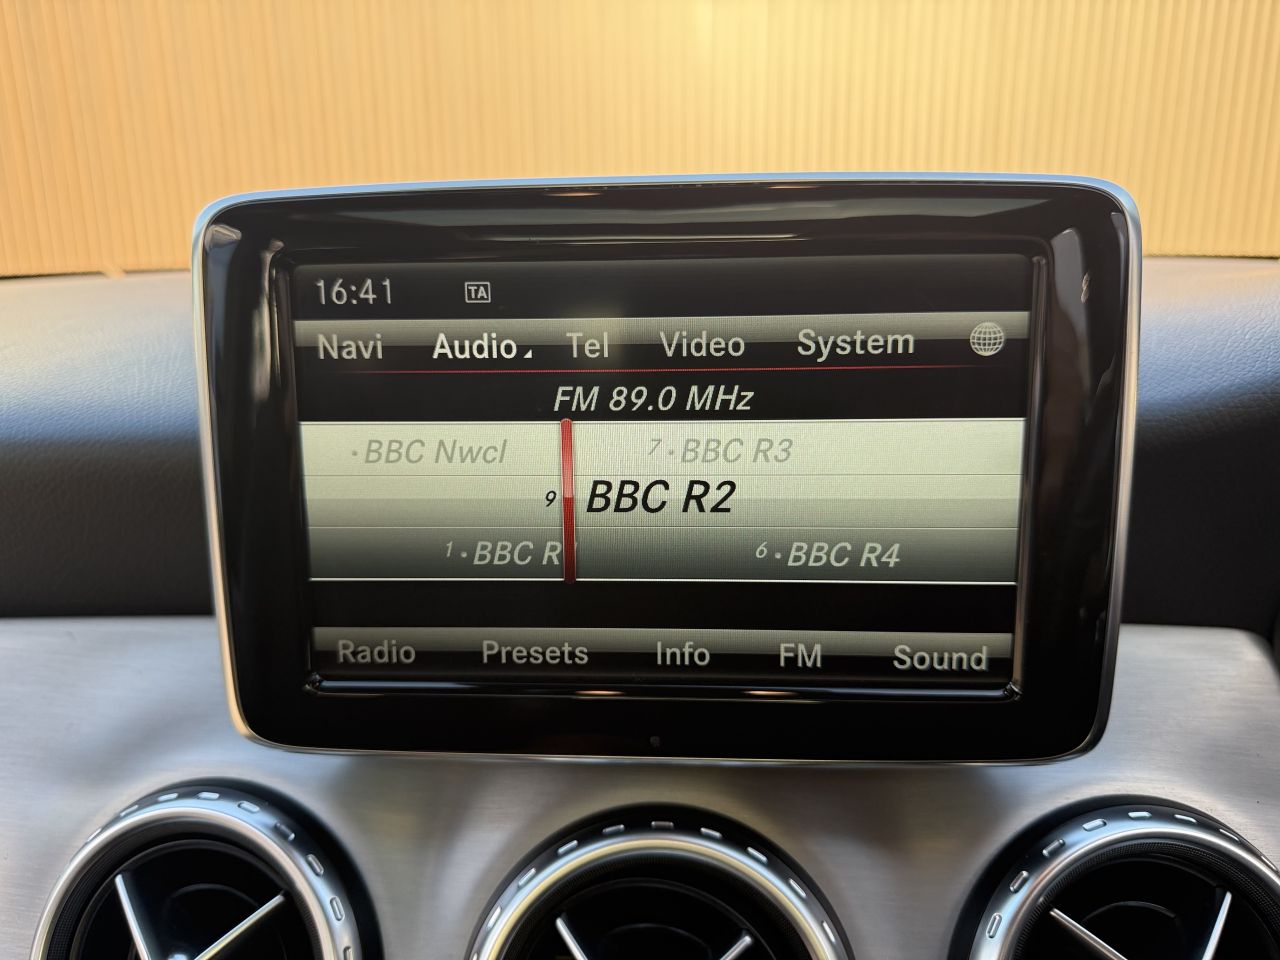 16:41 TA
Navi Audio Tel Video System
FM 89.0 MHz
·BBC Nwcl 7·BBC R3
9 BBC R2
1·BBC R 6·BBC R4
Radio Presets Info FM Sound